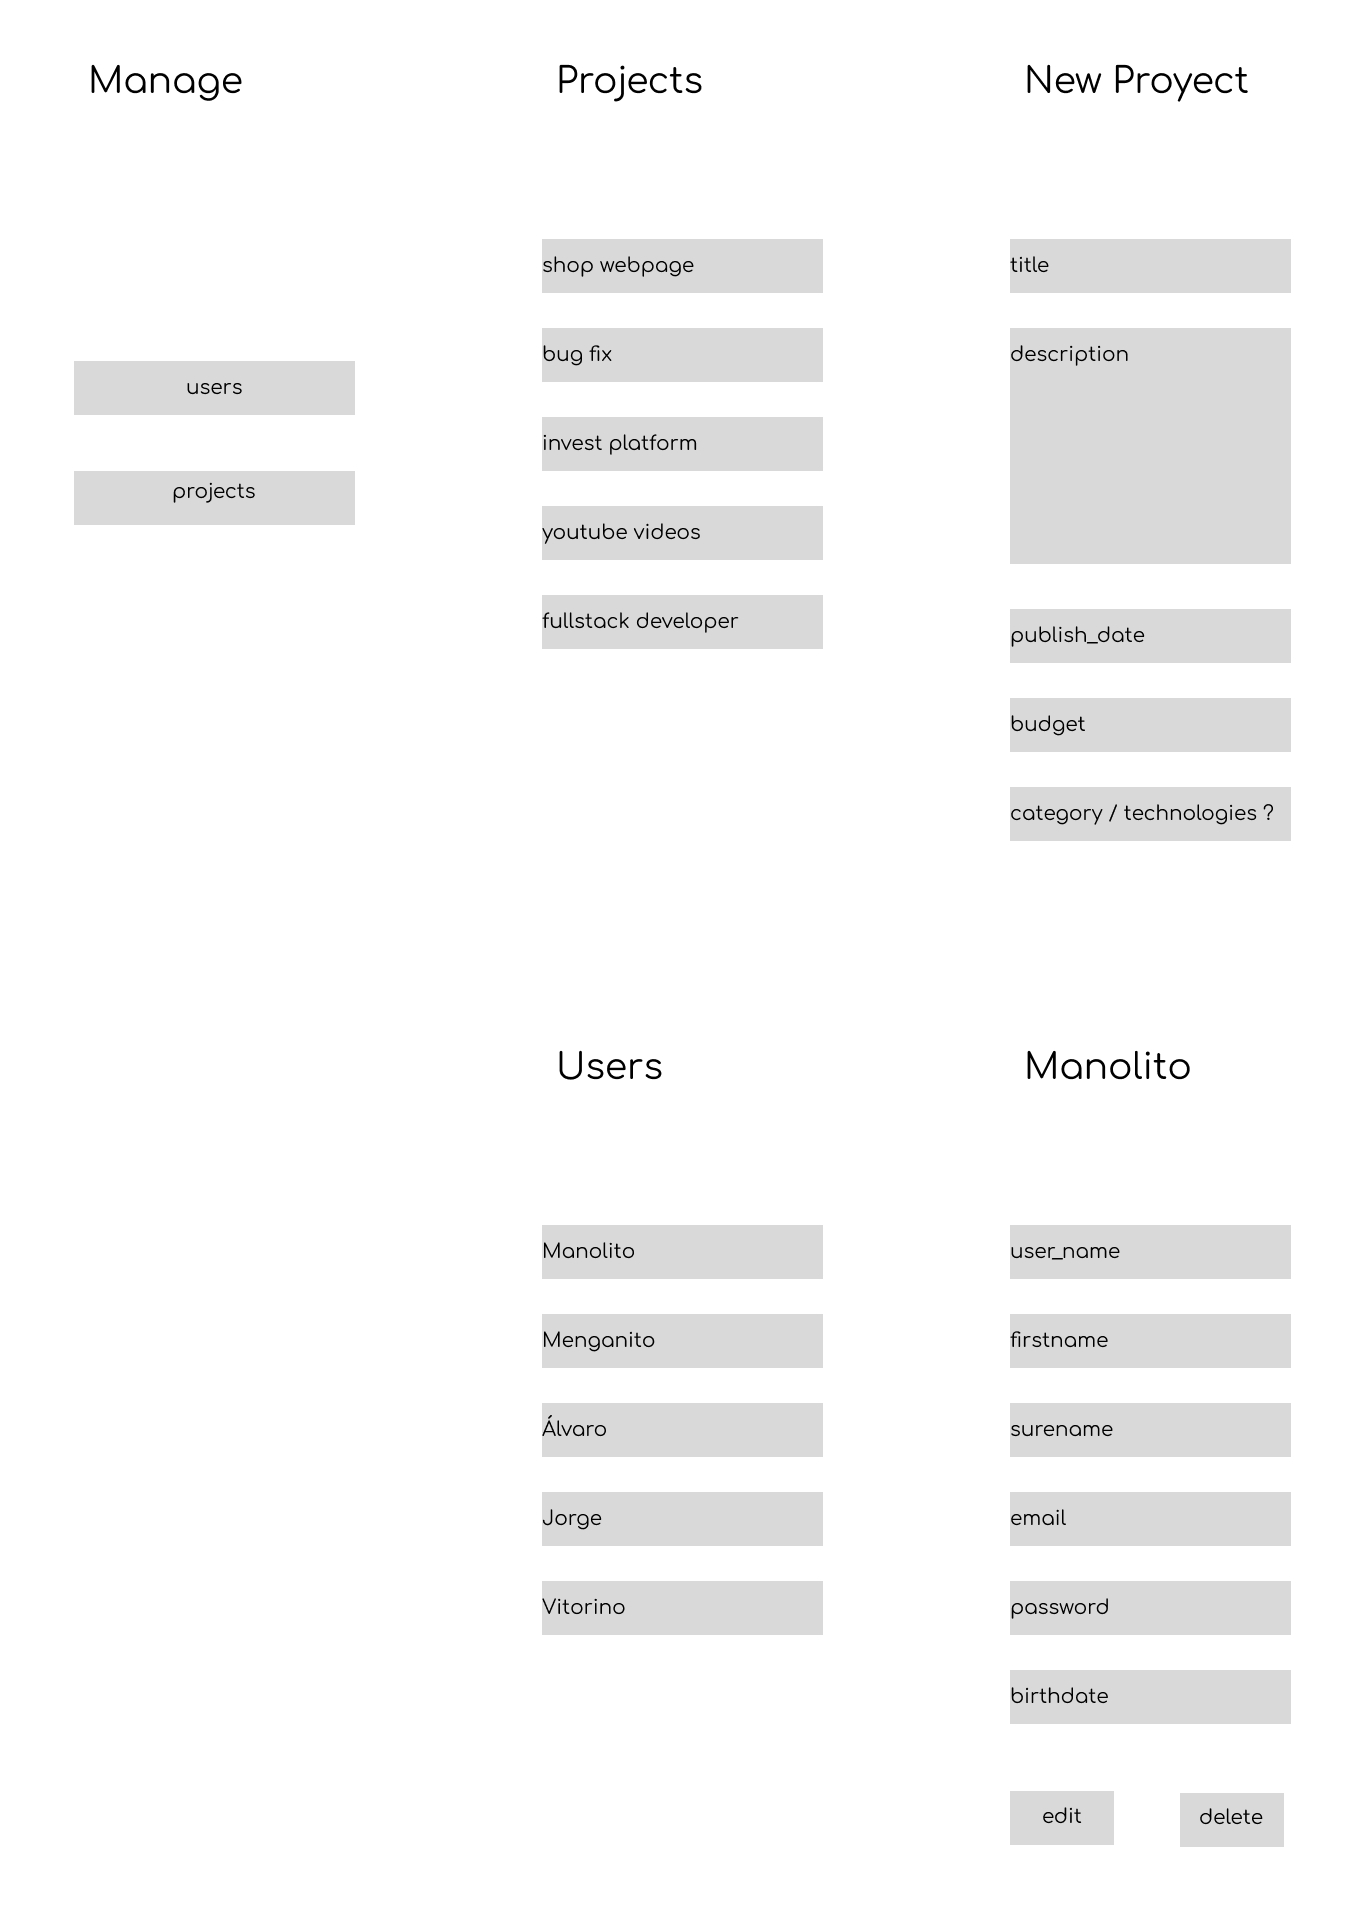 Manage
users
projects
Projects
shop webpage
bug fix
invest platform
youtube videos
fullstack developer
New Proyect
title
description
publish_date
budget
category / technologies ?
Users
Manolito
Menganito
Álvaro
Jorge
Vitorino
Manolito
user_name
firstname
surename
email
password
birthdate
edit
delete